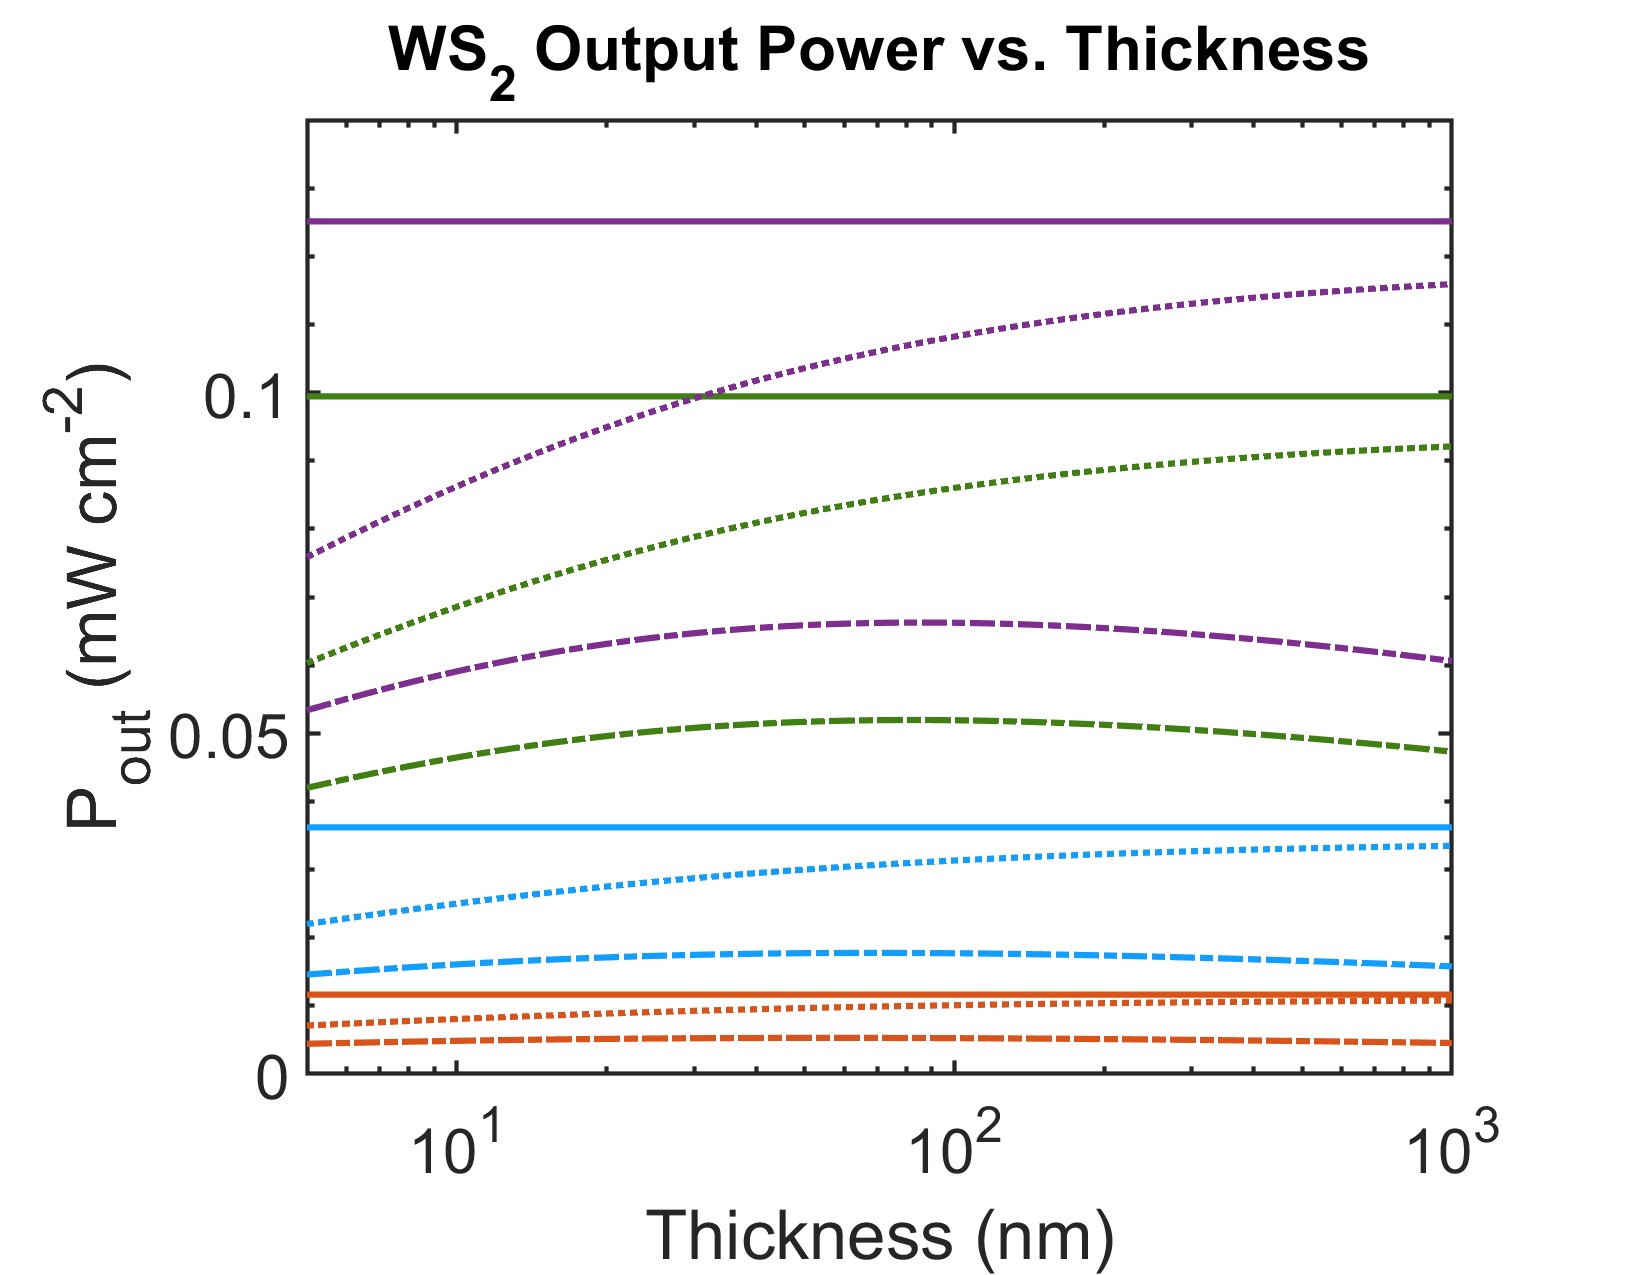 WS2 Output Power vs. Thickness
Pout (mW cm-2)
0.1
0.05
0
10^1
10^2
10^3
Thickness (nm)